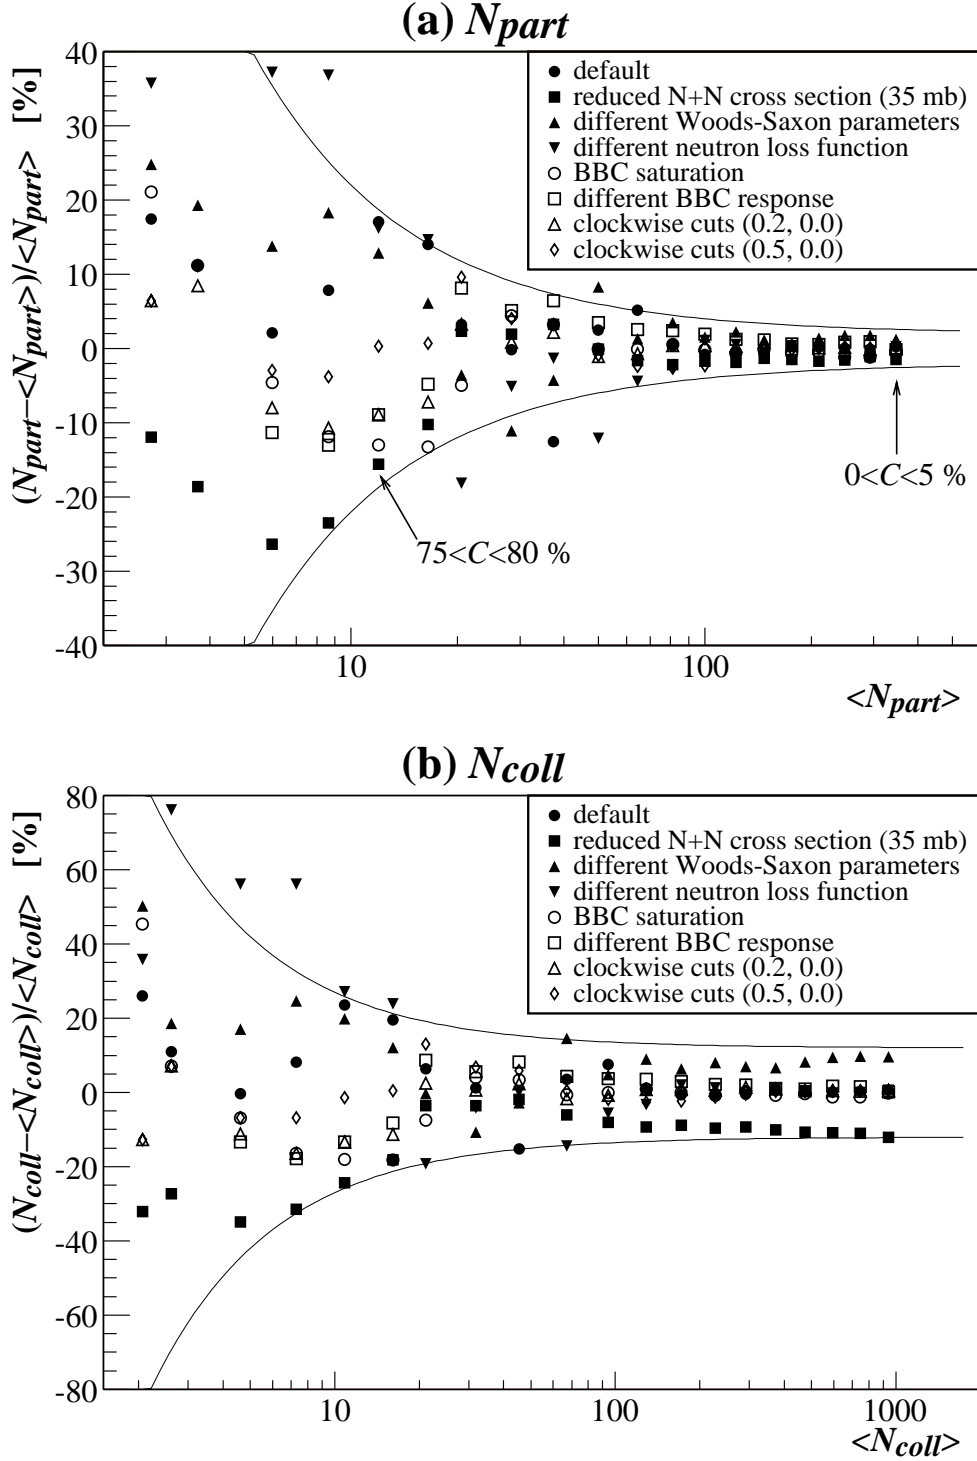 (a) Npart
(Npart−<Npart>)/<Npart> [%]
40
30
20
10
0
-10
-20
-30
-40
default
reduced N+N cross section (35 mb)
different Woods-Saxon parameters
different neutron loss function
BBC saturation
different BBC response
clockwise cuts (0.2, 0.0)
clockwise cuts (0.5, 0.0)
0<C<5 %
75<C<80 %
10
100
<Npart>
(b) Ncoll
(Ncoll−<Ncoll>)/<Ncoll> [%]
80
60
40
20
0
-20
-40
-60
-80
default
reduced N+N cross section (35 mb)
different Woods-Saxon parameters
different neutron loss function
BBC saturation
different BBC response
clockwise cuts (0.2, 0.0)
clockwise cuts (0.5, 0.0)
10
100
1000
<Ncoll>